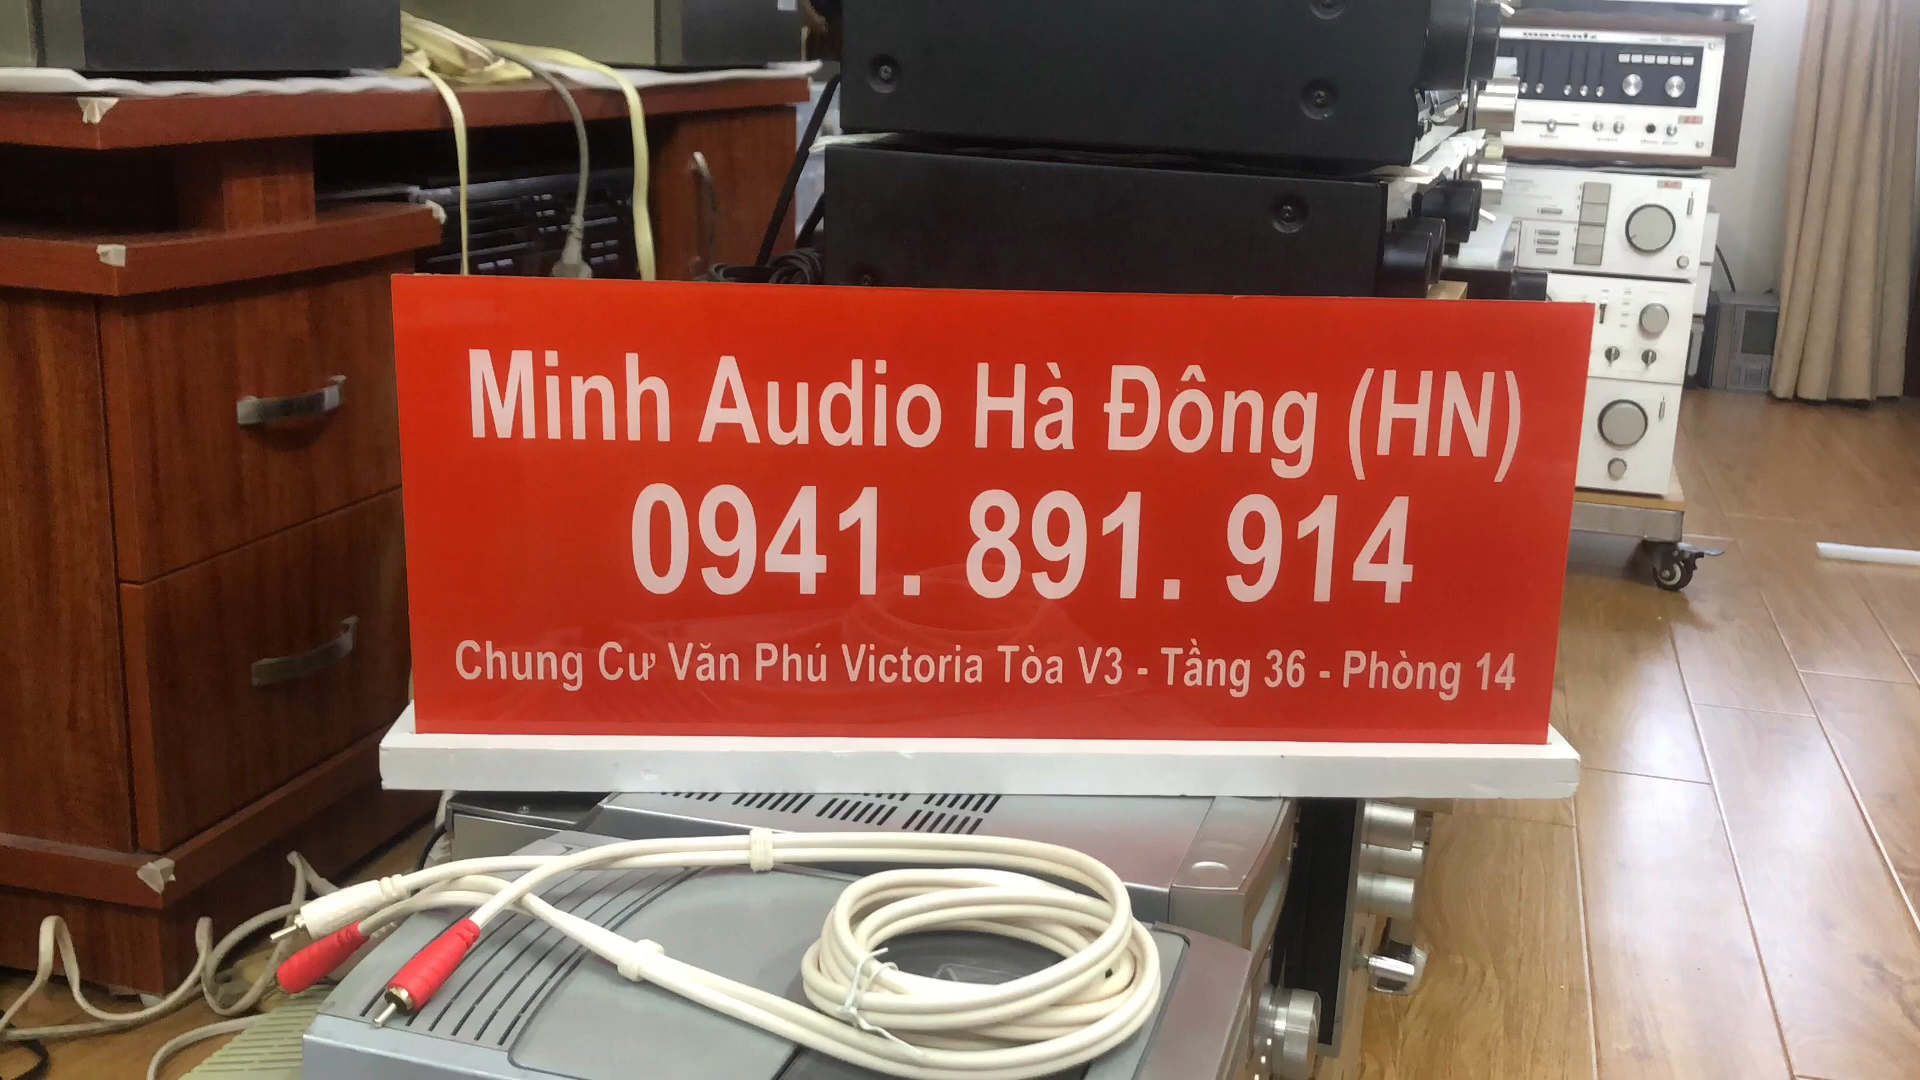 marantz
Minh Audio Hà Đông (HN)
0941. 891. 914
Chung Cư Văn Phú Victoria Tòa V3 - Tầng 36 - Phòng 14